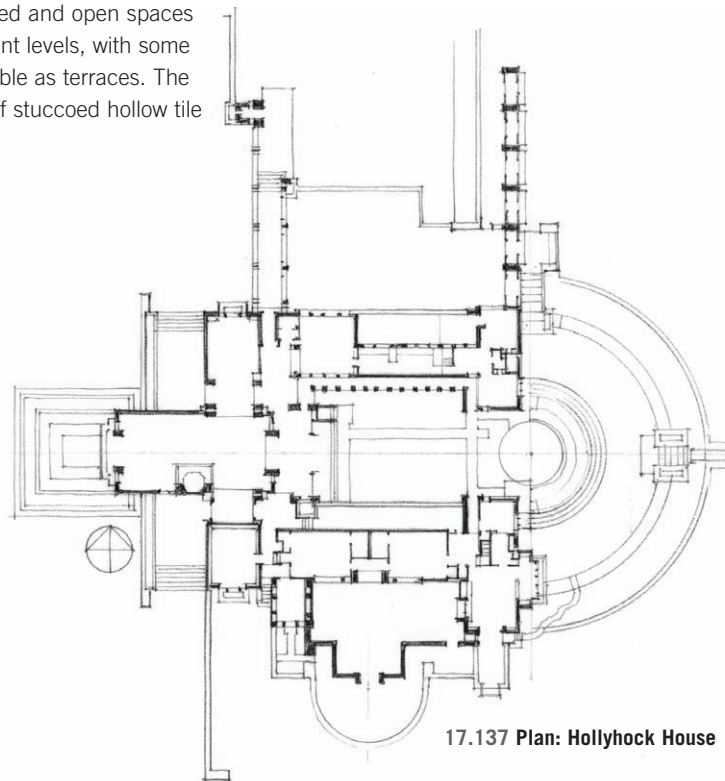 ed and open spaces
nt levels, with some
ble as terraces. The
f stuccoed hollow tile
17.137 Plan: Hollyhock House